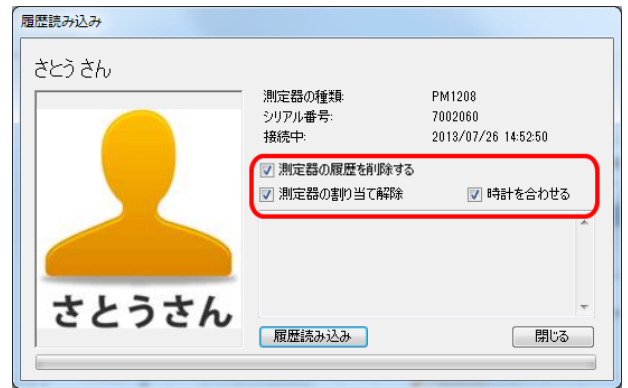 履歴読み込み
さとうさん
測定器の種類: PM1208
シリアル番号: 7002060
接続中: 2013/07/26 14:52:50
測定器の履歴を削除する
測定器の割り当て解除 時計を合わせる
さとうさん
履歴読み込み 閉じる